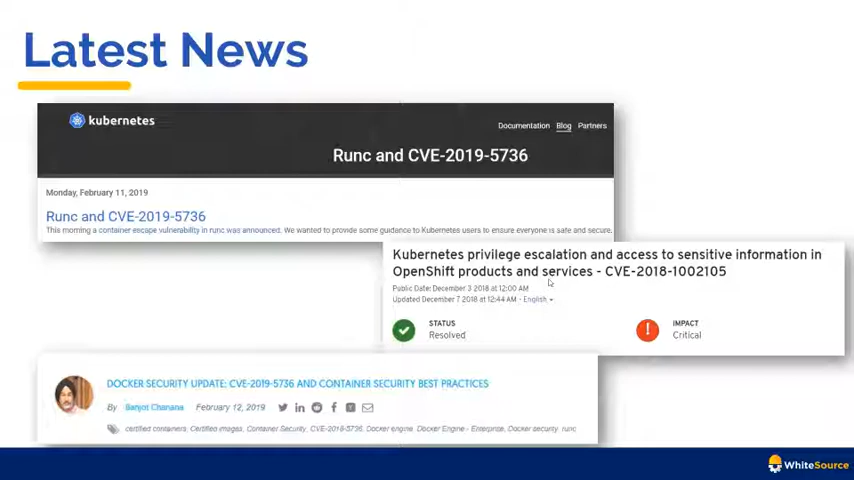 Latest News
kubernetes
Documentation Blog Partners
Runc and CVE-2019-5736
Monday, February 11, 2019
Runc and CVE-2019-5736
This morning a container escape vulnerability in runc was announced. We wanted to provide some guidance to Kubernetes users to ensure everyone is safe and secure.
Kubernetes privilege escalation and access to sensitive information in
OpenShift products and services - CVE-2018-1002105
Public Date: December 3 2018 at 12:00 AM
Updated December 7 2018 at 12:44 AM - English
STATUS
Resolved
IMPACT
Critical
DOCKER SECURITY UPDATE: CVE-2019-5736 AND CONTAINER SECURITY BEST PRACTICES
By Banjot Chanana February 12, 2019
certified containers, Certified images, Container Security, CVE-2018-5736, Docker engine, Docker Engine - Enterprise, Docker security, runc
WhiteSource